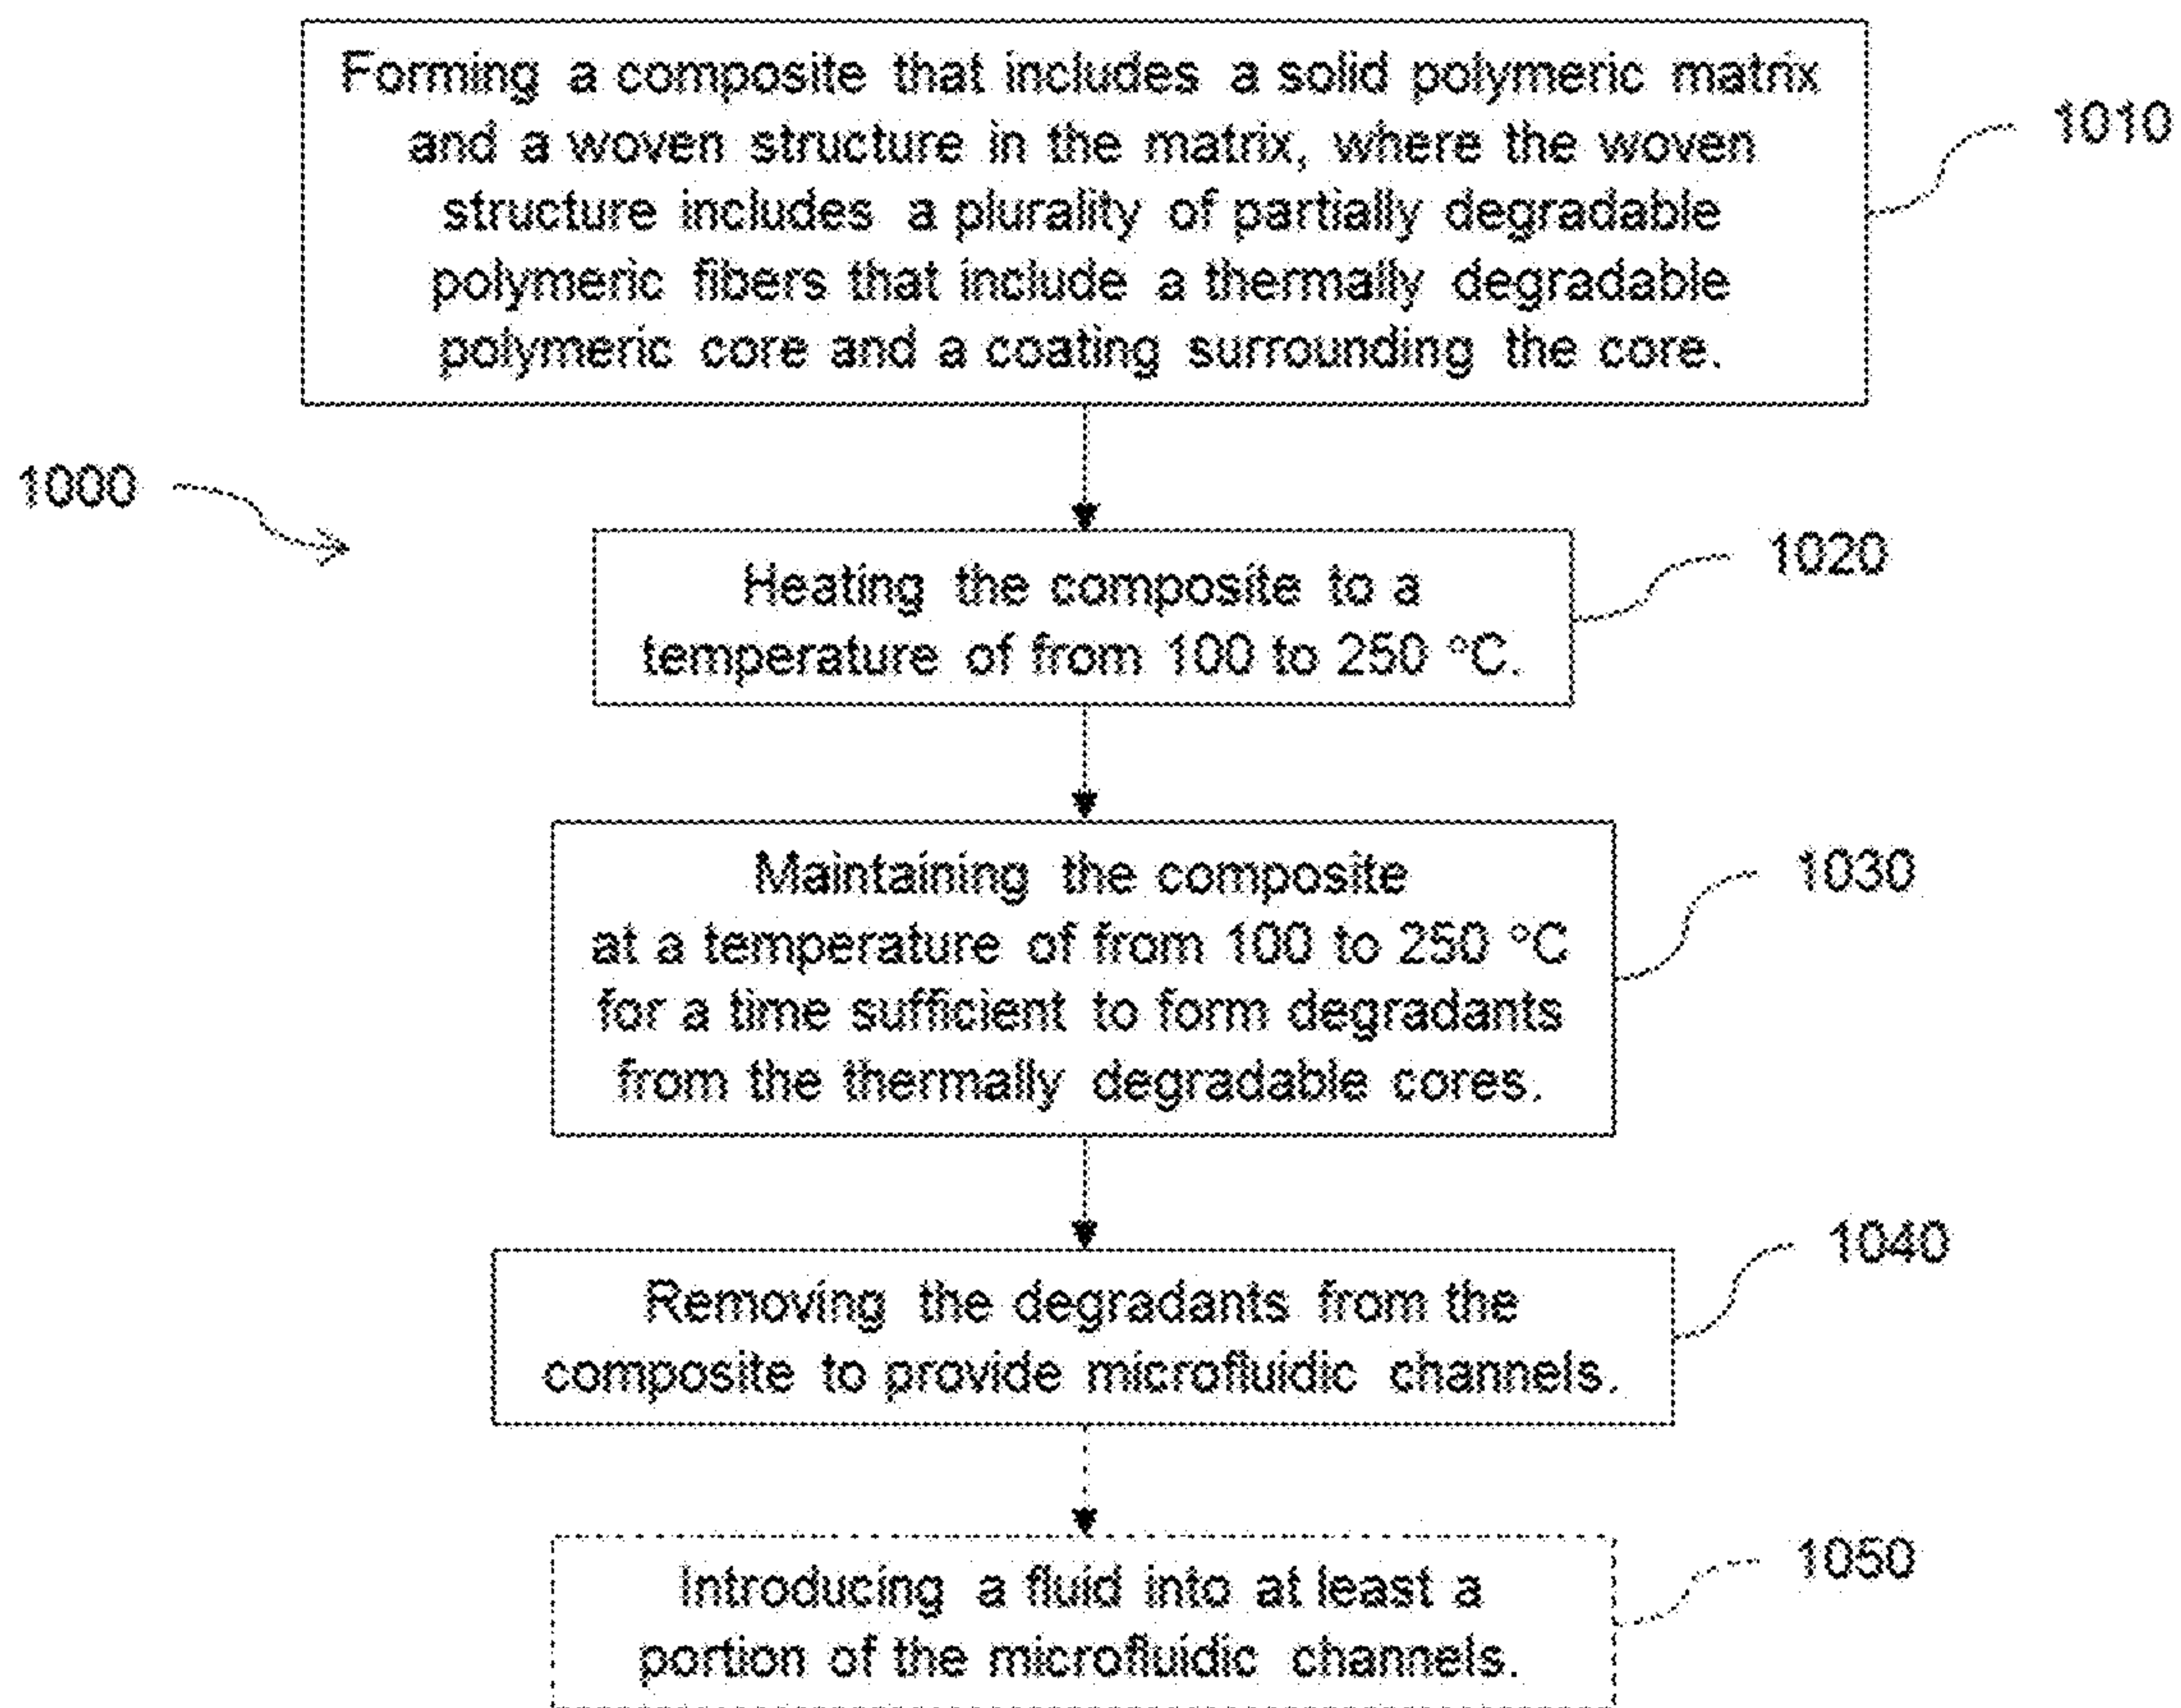 Forming a composite that includes a solid polymeric matrix
and a woven structure in the matrix, where the woven
structure includes a plurality of partially degradable
polymeric fibers that include a thermally degradable
polymeric core and a coating surrounding the core.
1010
1000
Heating the composite to a
temperature of from 100 to 250 °C.
1020
Maintaining the composite
at a temperature of from 100 to 250 °C
for a time sufficient to form degradants
from the thermally degradable cores.
1030
Removing the degradants from the
composite to provide microfluidic channels.
1040
Introducing a fluid into at least a
portion of the microfluidic channels.
1050